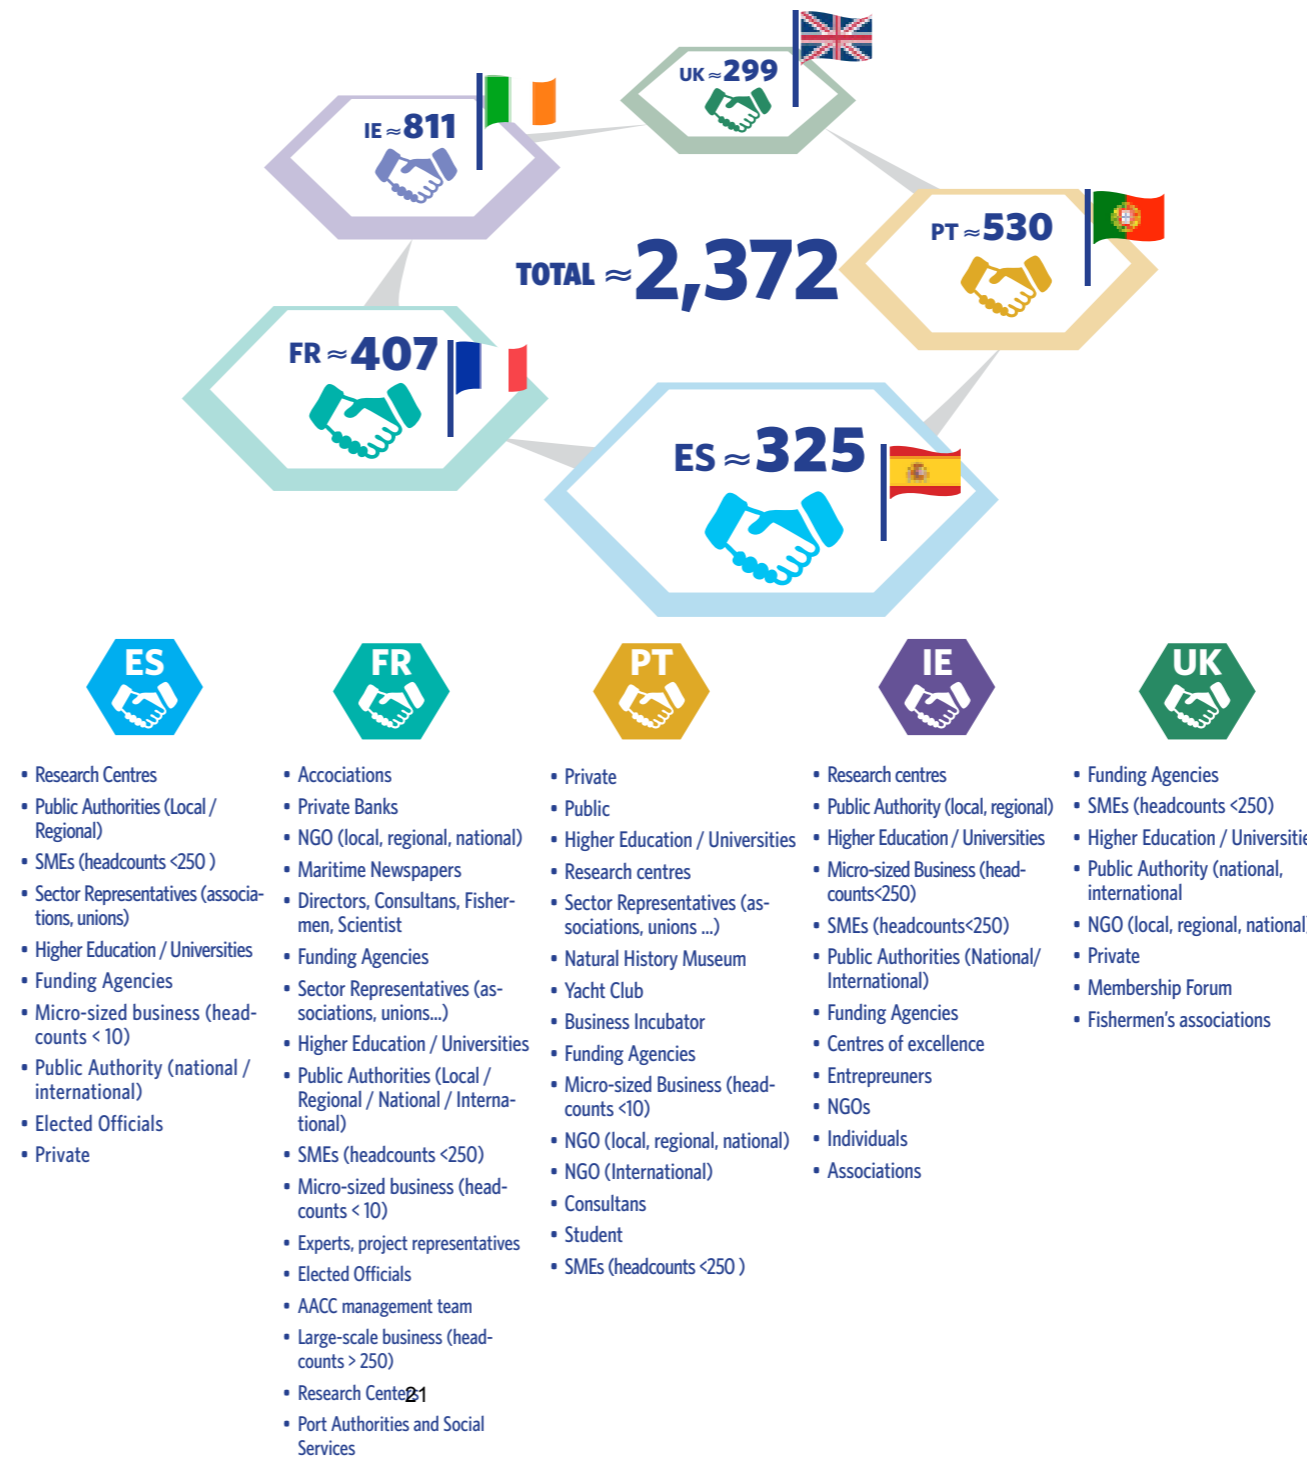 UK ≈299
IE ≈811
PT ≈530
TOTAL ≈2,372
FR ≈407
ES ≈325
ES
• Research Centres
• Public Authorities (Local /
Regional)
• SMEs (headcounts <250 )
• Sector Representatives (associa-
tions, unions)
• Higher Education / Universities
• Funding Agencies
• Micro-sized business (head-
counts < 10)
• Public Authority (national /
international)
• Elected Officials
• Private
FR
• Accociations
• Private Banks
• NGO (local, regional, national)
• Maritime Newspapers
• Directors, Consultans, Fisher-
men, Scientist
• Funding Agencies
• Sector Representatives (as-
sociations, unions...)
• Higher Education / Universities
• Public Authorities (Local /
Regional / National / Interna-
tional)
• SMEs (headcounts <250)
• Micro-sized business (head-
counts < 10)
• Experts, project representatives
• Elected Officials
• AACC management team
• Large-scale business (head-
counts > 250)
• Research Centers
21
• Port Authorities and Social
Services
PT
• Private
• Public
• Higher Education / Universities
• Research centres
• Sector Representatives (as-
sociations, unions ...)
• Natural History Museum
• Yacht Club
• Business Incubator
• Funding Agencies
• Micro-sized Business (head-
counts <10)
• NGO (local, regional, national)
• NGO (International)
• Consultans
• Student
• SMEs (headcounts <250 )
IE
• Research centres
• Public Authority (local, regional)
• Higher Education / Universities
• Micro-sized Business (head-
counts<250)
• SMEs (headcounts<250)
• Public Authorities (National/
International)
• Funding Agencies
• Centres of excellence
• Entrepreuners
• NGOs
• Individuals
• Associations
UK
• Funding Agencies
• SMEs (headcounts <250)
• Higher Education / Universitie
• Public Authority (national,
international
• NGO (local, regional, national)
• Private
• Membership Forum
• Fishermen's associations